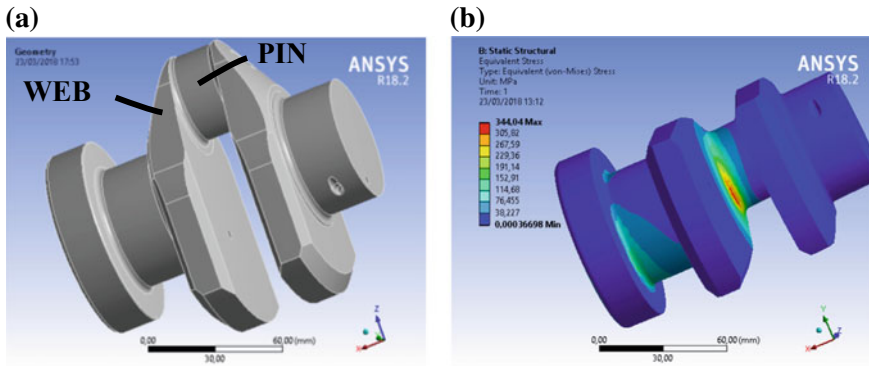 (a)
Geometry
23/03/2018 17:53
ANSYS
R18.2
WEB
PIN
0,00
60,00 (mm)
30,00
Z
X
(b)
B: Static Structural
Equivalent Stress
Type: Equivalent (von-Mises) Stress
Unit: MPa
Time: 1
23/03/2018 13:12
ANSYS
R18.2
344,04 Max
305,82
267,59
229,36
191,14
152,91
114,68
76,455
38,227
0,00036698 Min
0,00
60,00 (mm)
30,00
Y
Z
X